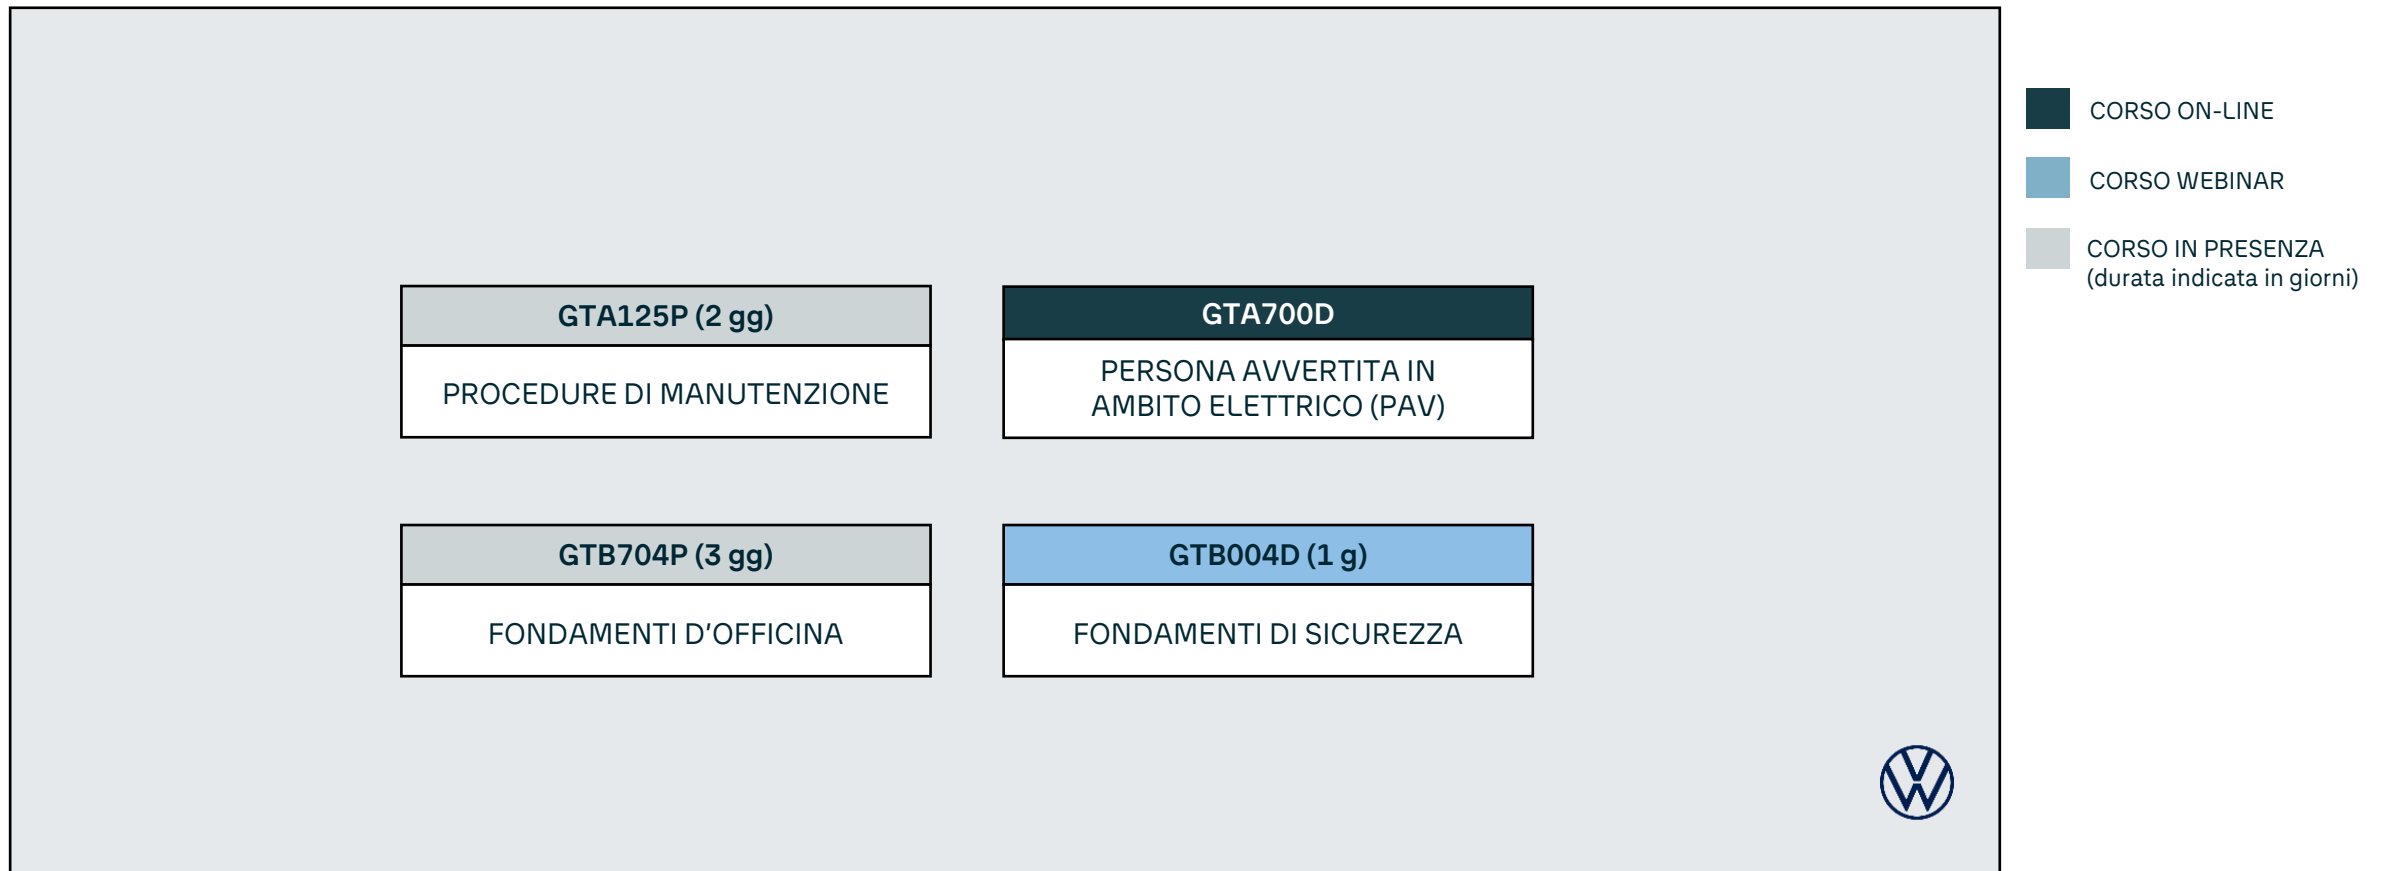 CORSO ON-LINE
CORSO WEBINAR
CORSO IN PRESENZA
(durata indicata in giorni)
GTA125P (2 gg)
PROCEDURE DI MANUTENZIONE
GTA700D
PERSONA AVVERTITA IN
AMBITO ELETTRICO (PAV)
GTB704P (3 gg)
FONDAMENTI D’OFFICINA
GTB004D (1 g)
FONDAMENTI DI SICUREZZA